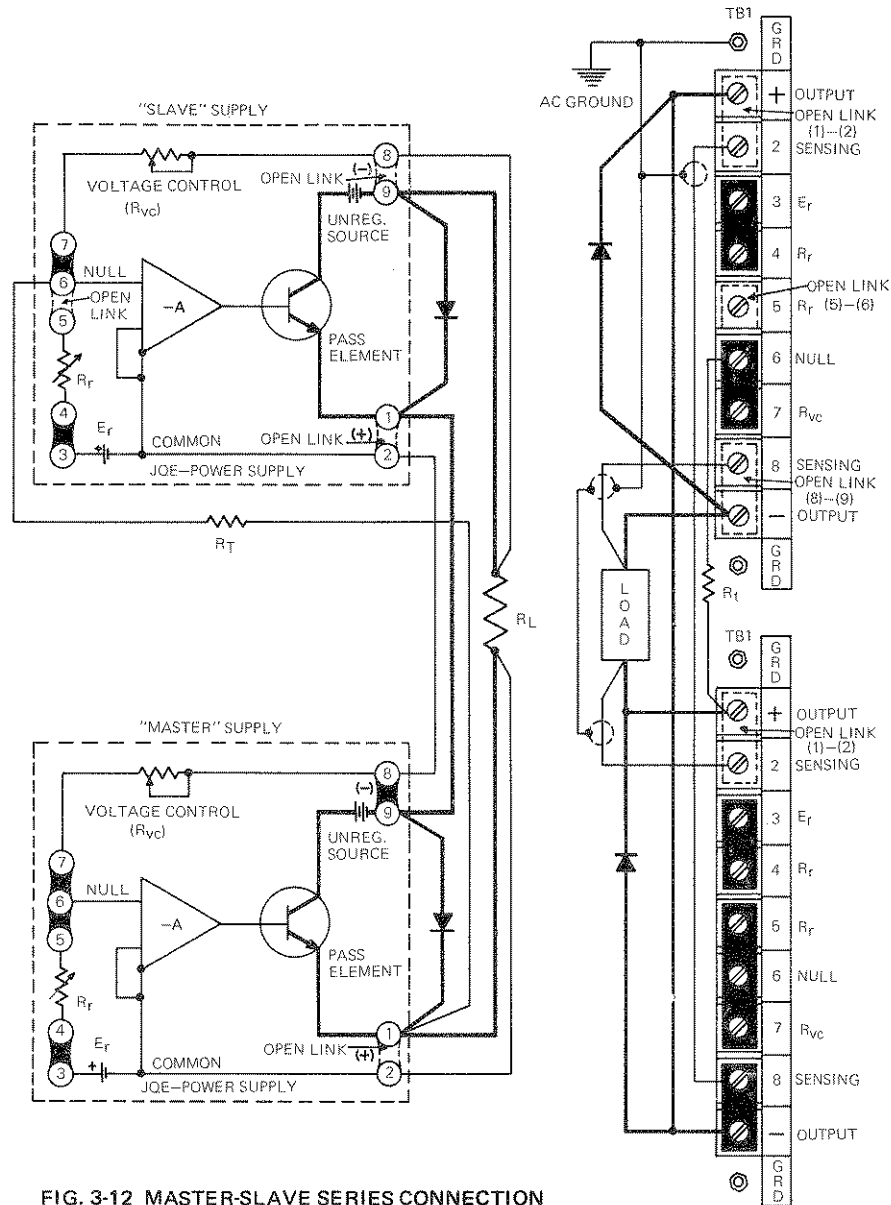 "SLAVE" SUPPLY
8
VOLTAGE CONTROL
(Rvc)
OPEN LINK
(-)
9
UNREG.
SOURCE
7
6
NULL
OPEN
LINK
5
-A
PASS
ELEMENT
Rr
4
Er
3
COMMON
1
OPEN LINK
(+)
2
JQE-POWER SUPPLY
RT
RL
"MASTER" SUPPLY
8
VOLTAGE CONTROL
(Rvc)
(-)
9
UNREG.
SOURCE
7
6
NULL
5
-A
PASS
ELEMENT
Rr
4
Er
+
3
COMMON
1
OPEN LINK
(+)
2
JQE-POWER SUPPLY
TB1
GRD
AC GROUND
+ OUTPUT
OPEN LINK
(1)-(2)
2 SENSING
3 Er
4 Rr
OPEN LINK
5 Rr (5)-(6)
6 NULL
7 Rvc
8 SENSING
OPEN LINK
(8)-(9)
- OUTPUT
GRD
LOAD
Rt
TB1
GRD
+ OUTPUT
OPEN LINK
(1)-(2)
2 SENSING
3 Er
4 Rr
5 Rr
6 NULL
7 Rvc
8 SENSING
- OUTPUT
GRD
FIG. 3-12 MASTER-SLAVE SERIES CONNECTION